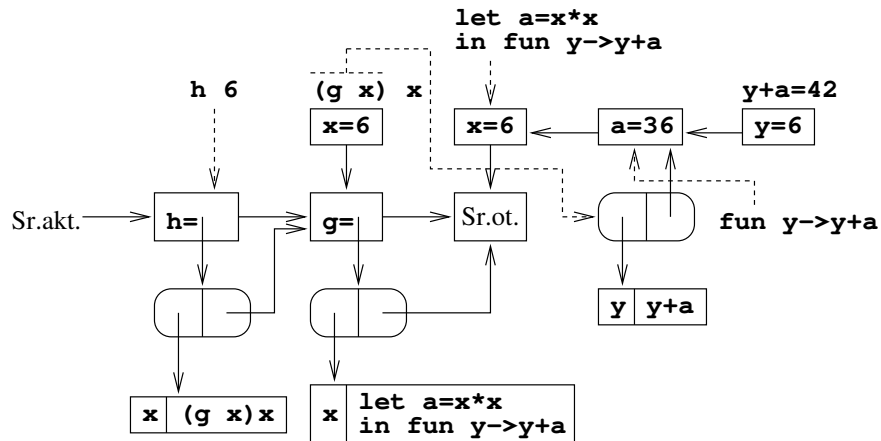 let a=x*x
in fun y->y+a
h 6
(g x) x
y+a=42
x=6
x=6
a=36
y=6
Sr.akt.
h=
g=
Sr.ot.
fun y->y+a
y y+a
x (g x)x
x let a=x*x
in fun y->y+a